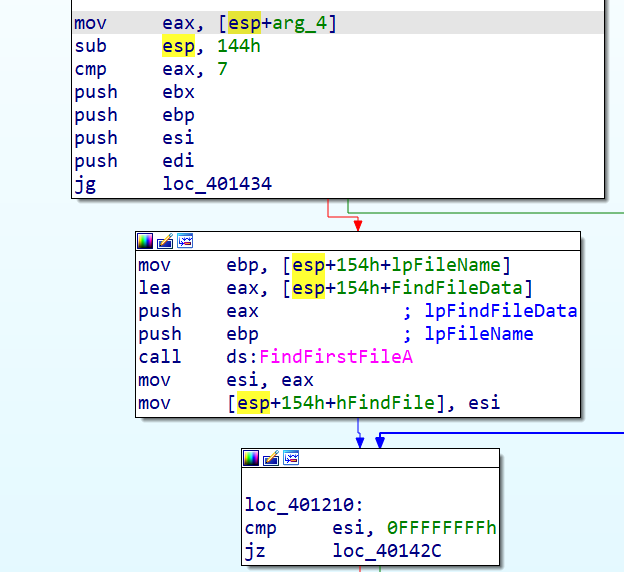 mov eax, [esp+arg_4]
sub esp, 144h
cmp eax, 7
push ebx
push ebp
push esi
push edi
jg loc_401434
mov ebp, [esp+154h+lpFileName]
lea eax, [esp+154h+FindFileData]
push eax ; lpFindFileData
push ebp ; lpFileName
call ds:FindFirstFileA
mov esi, eax
mov [esp+154h+hFindFile], esi
loc_401210:
cmp esi, 0FFFFFFFFh
jz loc_40142C